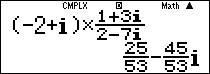 CMPLX D Math ▲
(-2+i)×1+3i/2-7i
25/53-45/53i